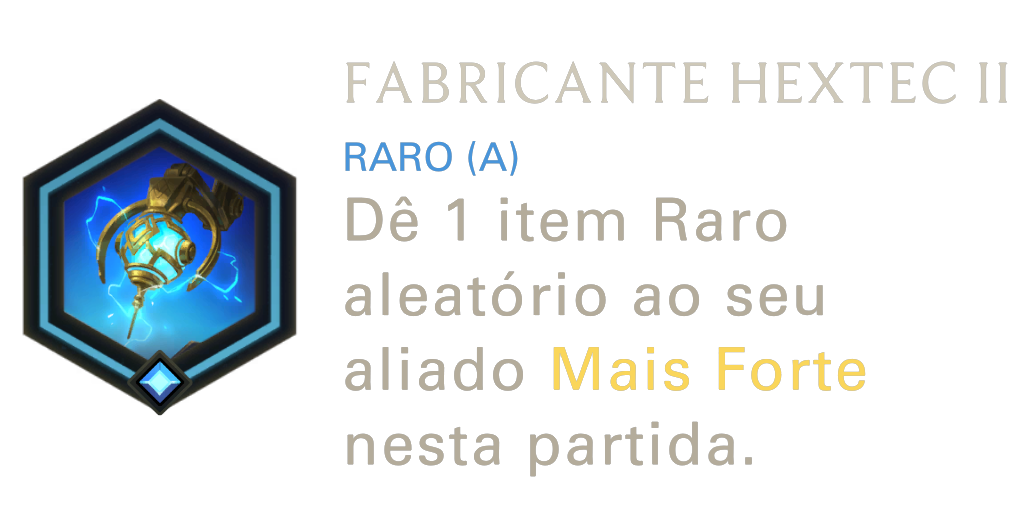 FABRICANTE HEXTEC II
RARO (A)
Dê 1 item Raro
aleatório ao seu
aliado Mais Forte
nesta partida.